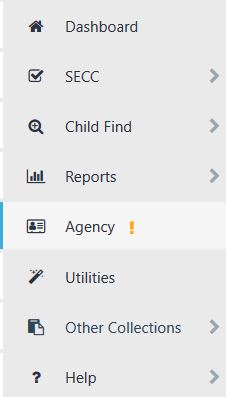 Dashboard
SECC
Child Find
Reports
Agency !
Utilities
Other Collections
? Help